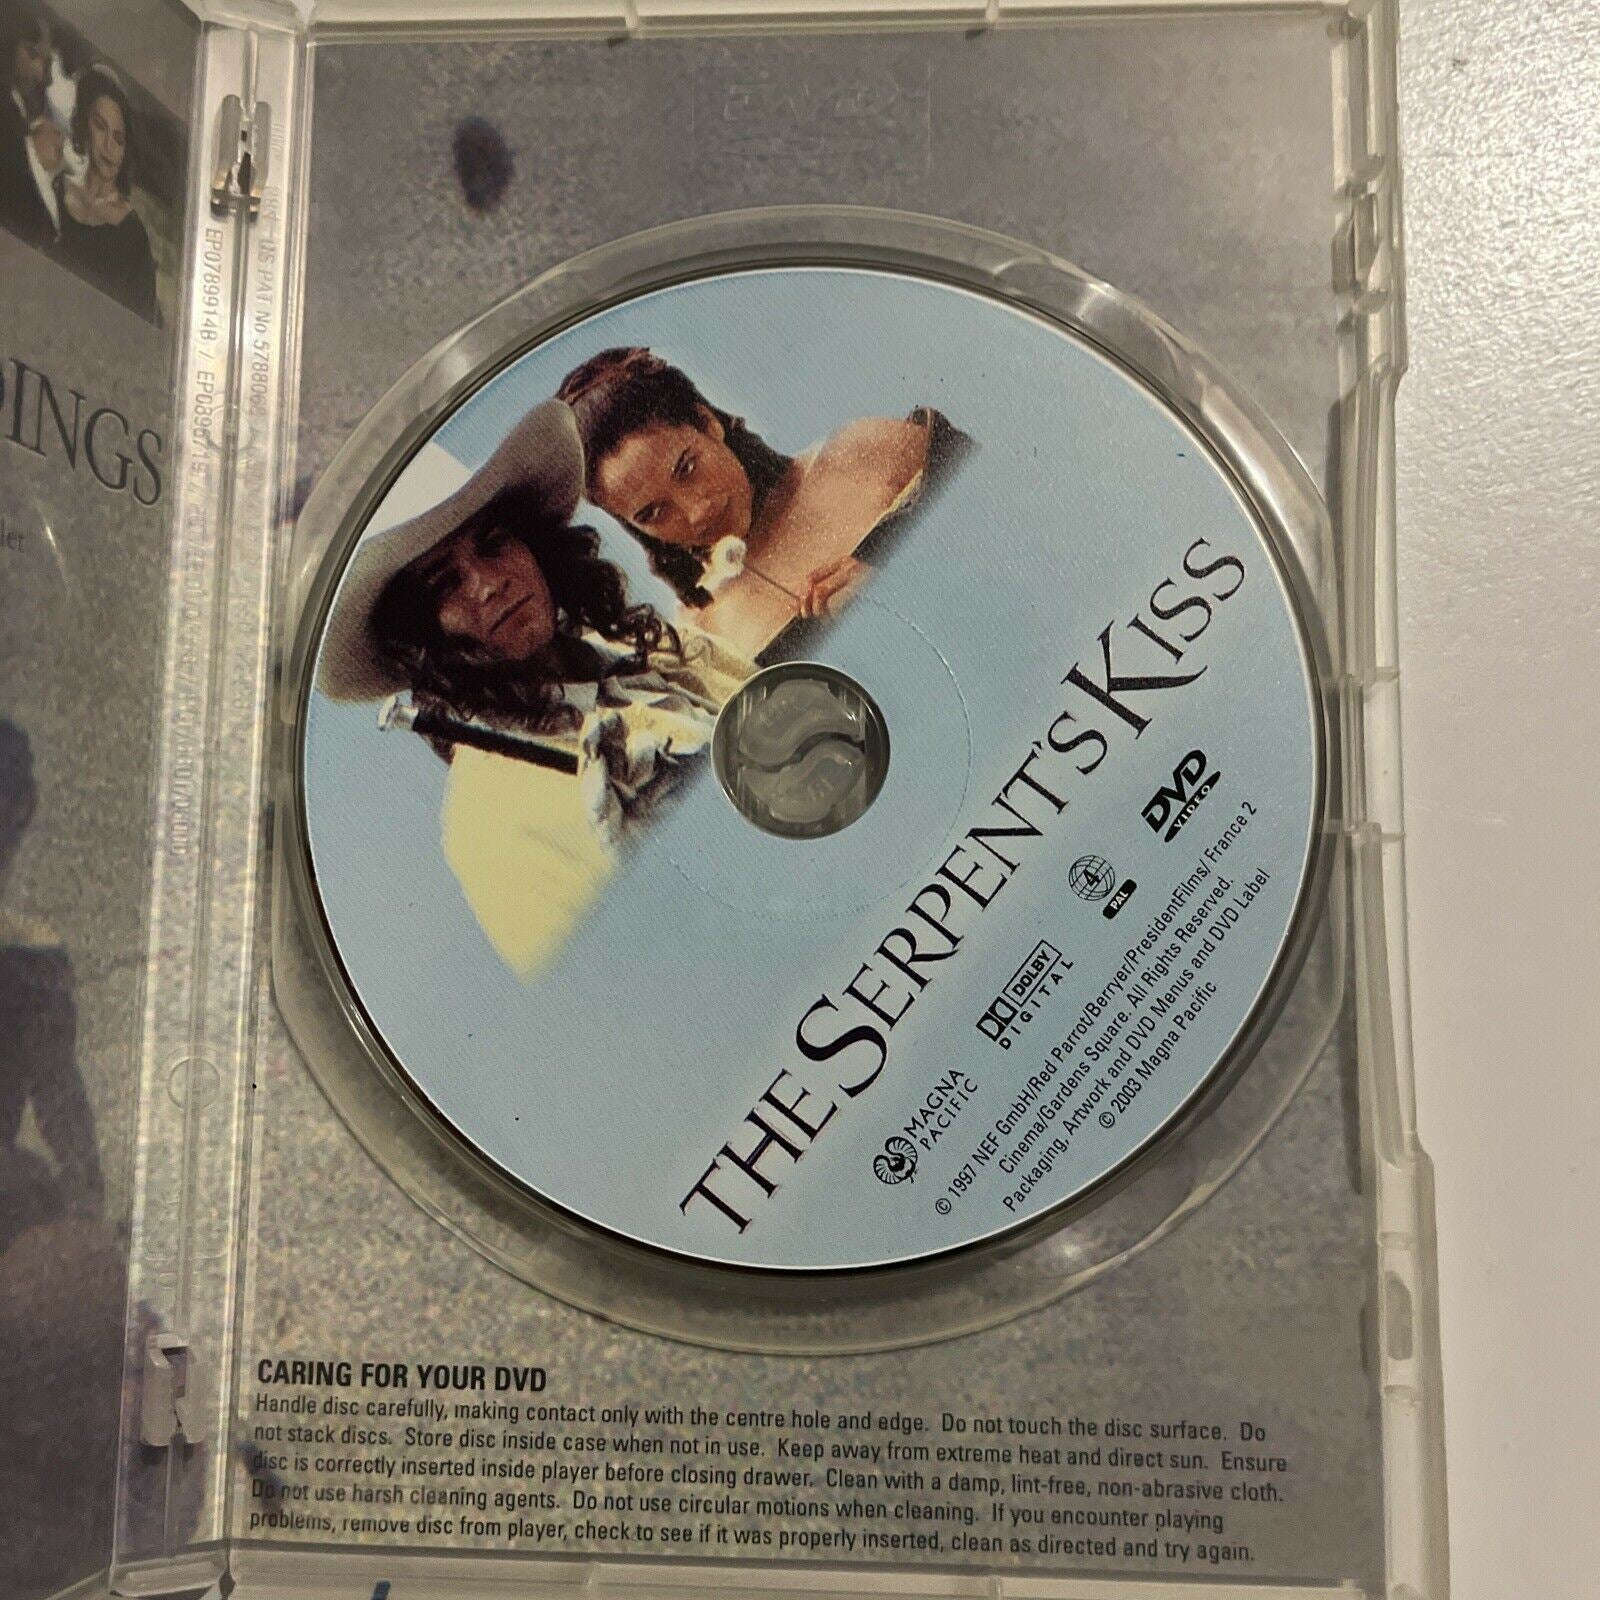 DINGS
let
US PAT No 5788068
EP0789914B /
DVD
THE SERPENT'S KISS
DVD
VIDEO
4
PAL
DOLBY
DIGITAL
MAGNA
PACIFIC
© 1997 NEF GmbH/Red Parrot/Berryer/PresidentFilms/ France 2
Cinema/Gardens Square. All Rights Reserved.
Packaging, Artwork and DVD Menus and DVD Label
© 2003 Magna Pacific
CARING FOR YOUR DVD
Handle disc carefully, making contact only with the centre hole and edge. Do not touch the disc surface. Do
not stack discs. Store disc inside case when not in use. Keep away from extreme heat and direct sun. Ensure
disc is correctly inserted inside player before closing drawer. Clean with a damp, lint-free, non-abrasive cloth.
Do not use harsh cleaning agents. Do not use circular motions when cleaning. If you encounter playing
problems, remove disc from player, check to see if it was properly inserted, clean as directed and try again.